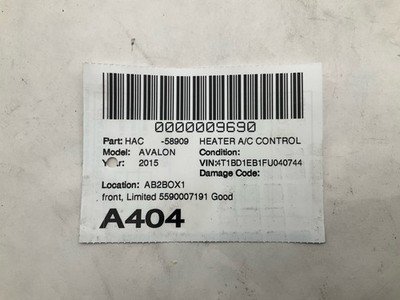 0000009690
Part: HAC -58909 HEATER A/C CONTROL
Model: AVALON Condition:
Year: 2015 VIN:4T1BD1EB1FU040744
Damage Code:
Location: AB2BOX1
front, Limited 5590007191 Good
A404